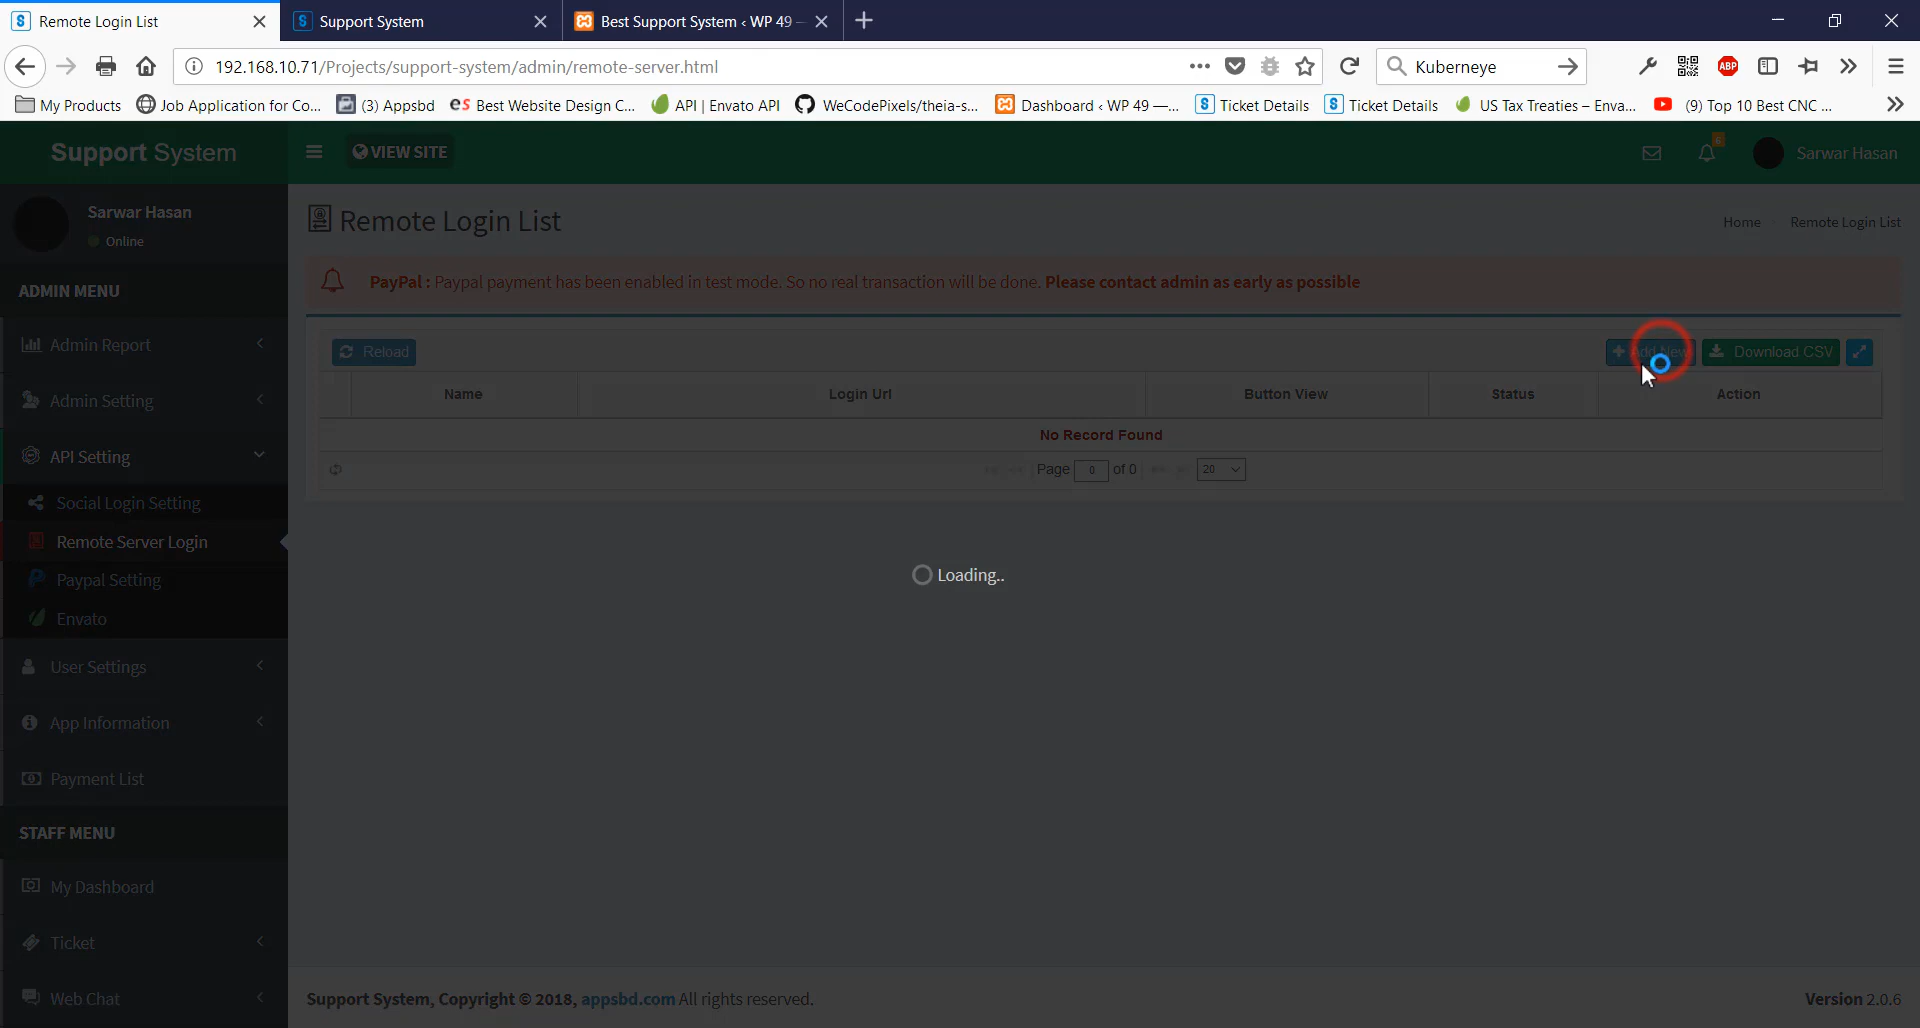 Remote Login List
Support System
Best Support System ‹ WP 49 —
192.168.10.71/Projects/support-system/admin/remote-server.html
Kuberneye
ABP
My Products
Job Application for Co...
(3) Appsbd
Best Website Design C...
API | Envato API
WeCodePixels/theia-s...
Dashboard ‹ WP 49 —...
Ticket Details
Ticket Details
US Tax Treaties – Enva...
(9) Top 10 Best CNC ...
Support System
VIEW SITE
6
Sarwar Hasan
Sarwar Hasan
Online
Remote Login List
Home
Remote Login List
ADMIN MENU
PayPal : Paypal payment has been enabled in test mode. So no real transaction will be done. Please contact admin as early as possible
Admin Report
Reload
Add New
Download CSV
Name
Login Url
Button View
Status
Action
Admin Setting
No Record Found
API Setting
Page 0 of 0
20
Social Login Setting
Remote Server Login
Loading..
Paypal Setting
Envato
User Settings
App Information
Payment List
STAFF MENU
My Dashboard
Ticket
Web Chat
Support System, Copyright © 2018, appsbd.com All rights reserved.
Version 2.0.6